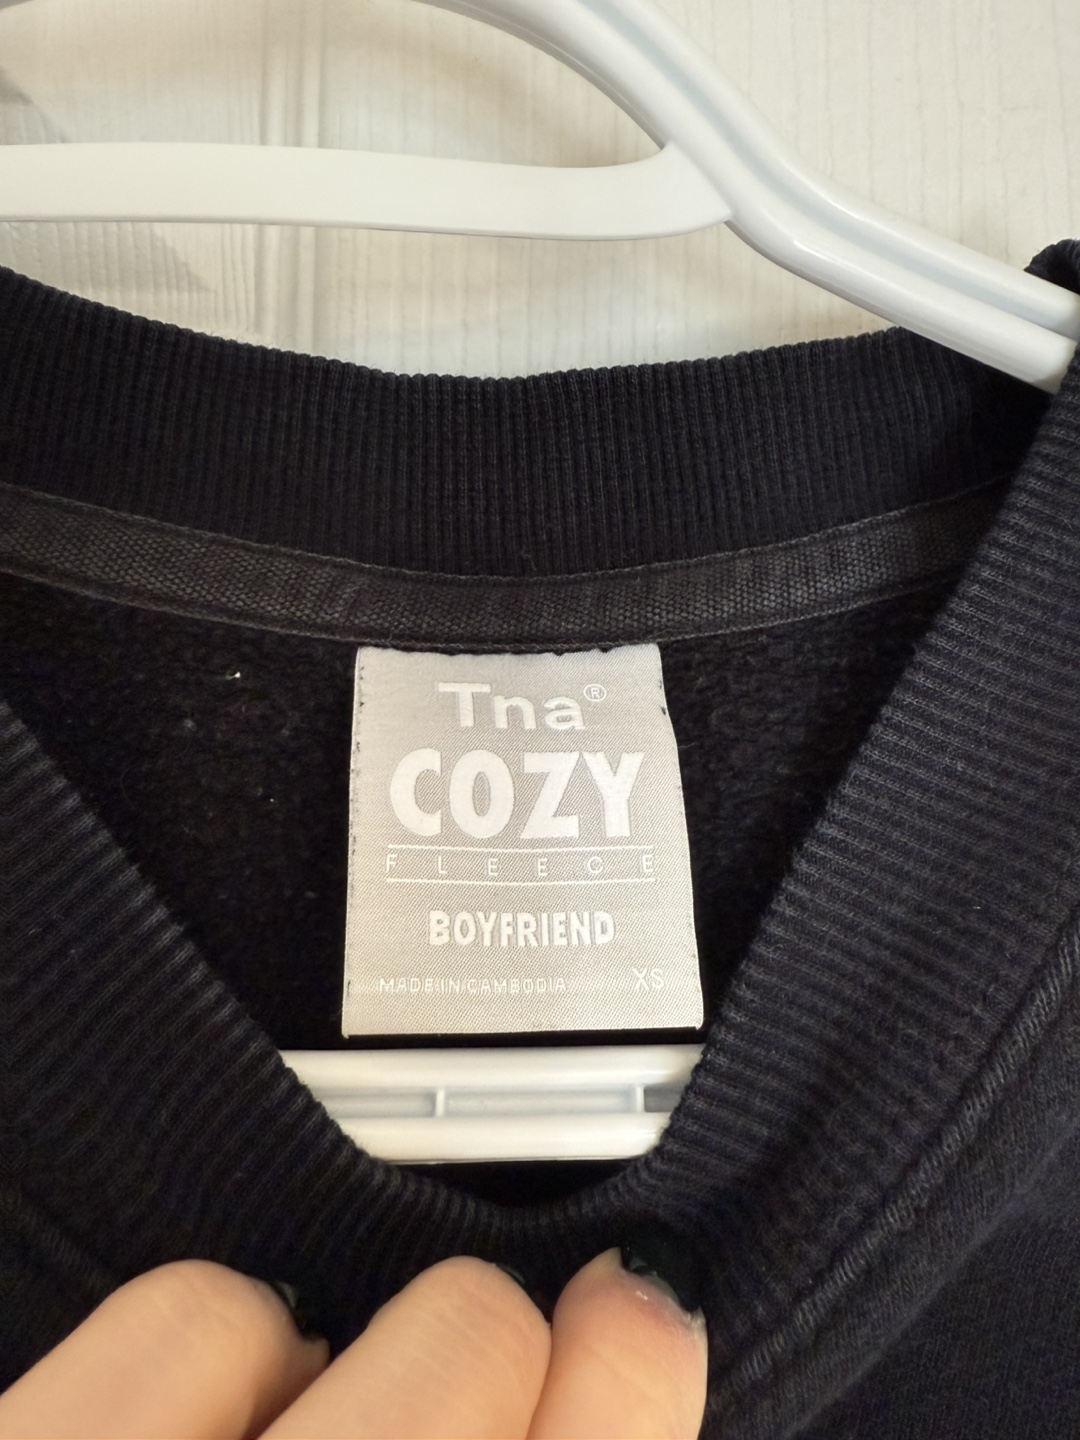 Tna®
COZY
FLEECE
BOYFRIEND
MADE IN CAMBODIA XS